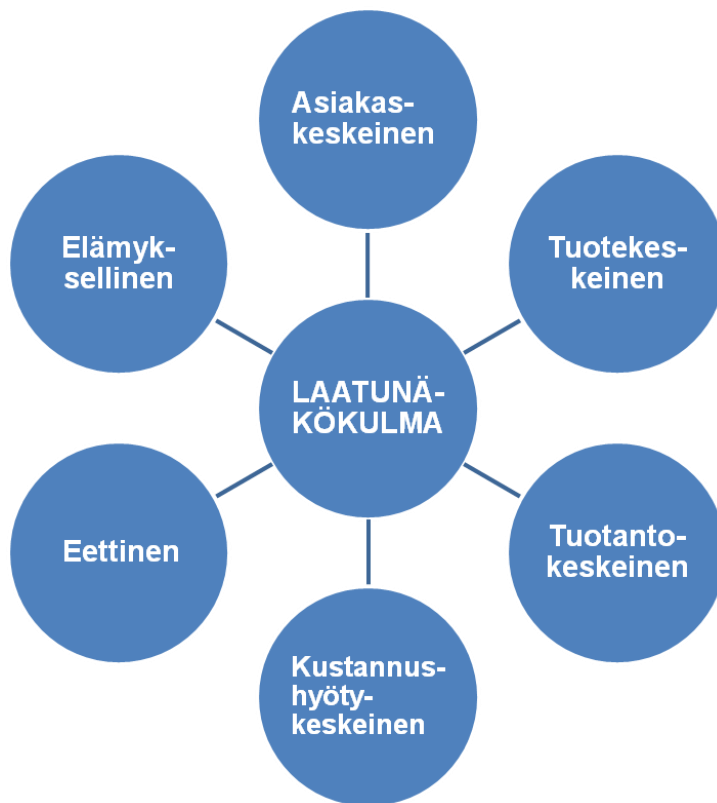 Asiakas-
keskeinen
Elämyk-
sellinen
Tuotekes-
keinen
LAATUNÄ-
KÖKULMA
Eettinen
Tuotanto-
keskeinen
Kustannus-
hyöty-
keskeinen